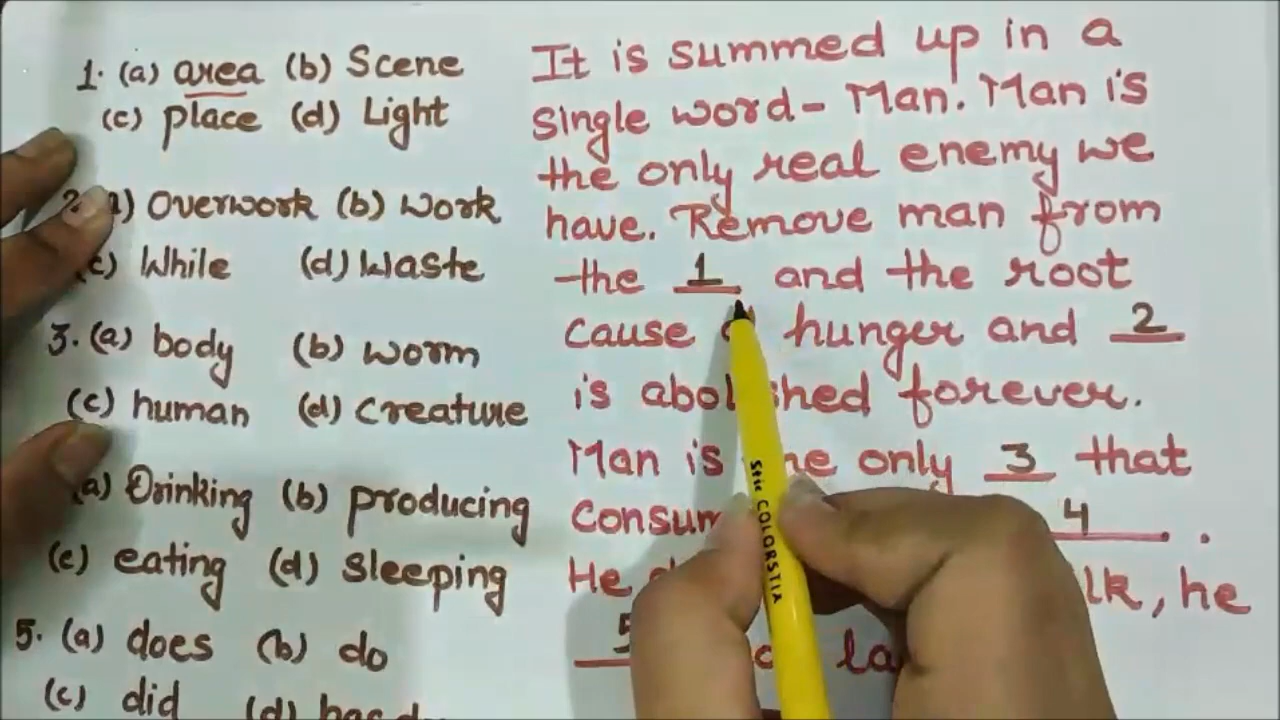 1. (a) area (b) Scene
(c) place (d) Light
2. a) Overwork (b) work
c) While (d) Waste
3. (a) body (b) worm
(c) human (d) Creature
a) Drinking (b) producing
(c) eating (d) Sleeping
5. (a) does (b) do
(c) did (d)
It is summed up in a
Single word- Man. Man is
the only real enemy we
have. Remove man from
the 1 and the root
Cause hunger and 2
is forever.
Man is only 3 that
4 .
He , he
5
Stic COLORSTIX